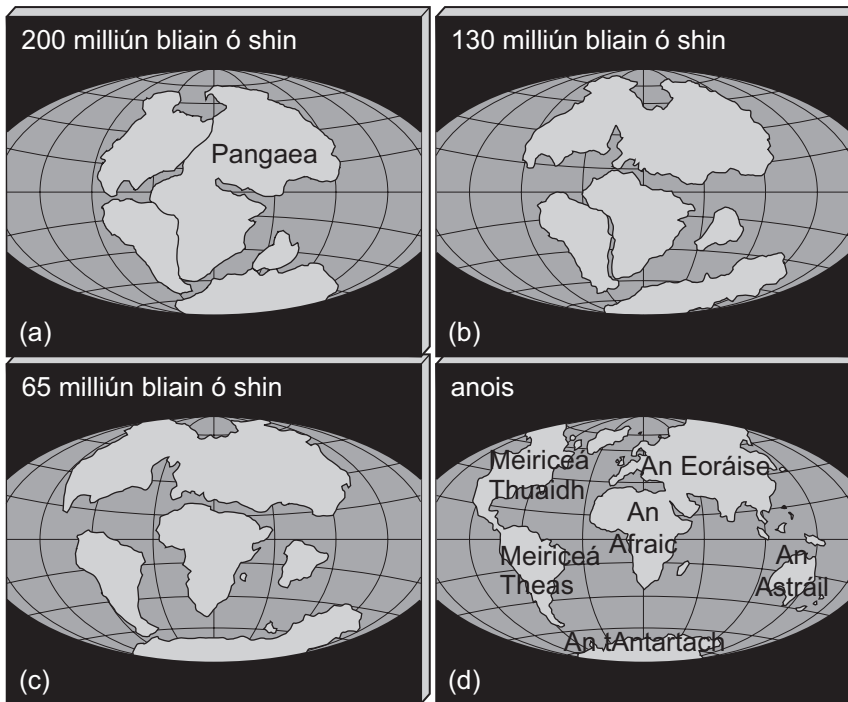 200 milliún bliain ó shin
Pangaea
(a)
130 milliún bliain ó shin
(b)
65 milliún bliain ó shin
(c)
anois
Meiriceá
Thuaidh
An Eoráise
An
Afraic
Meiriceá
Theas
An
Astráil
An tAntartach
(d)